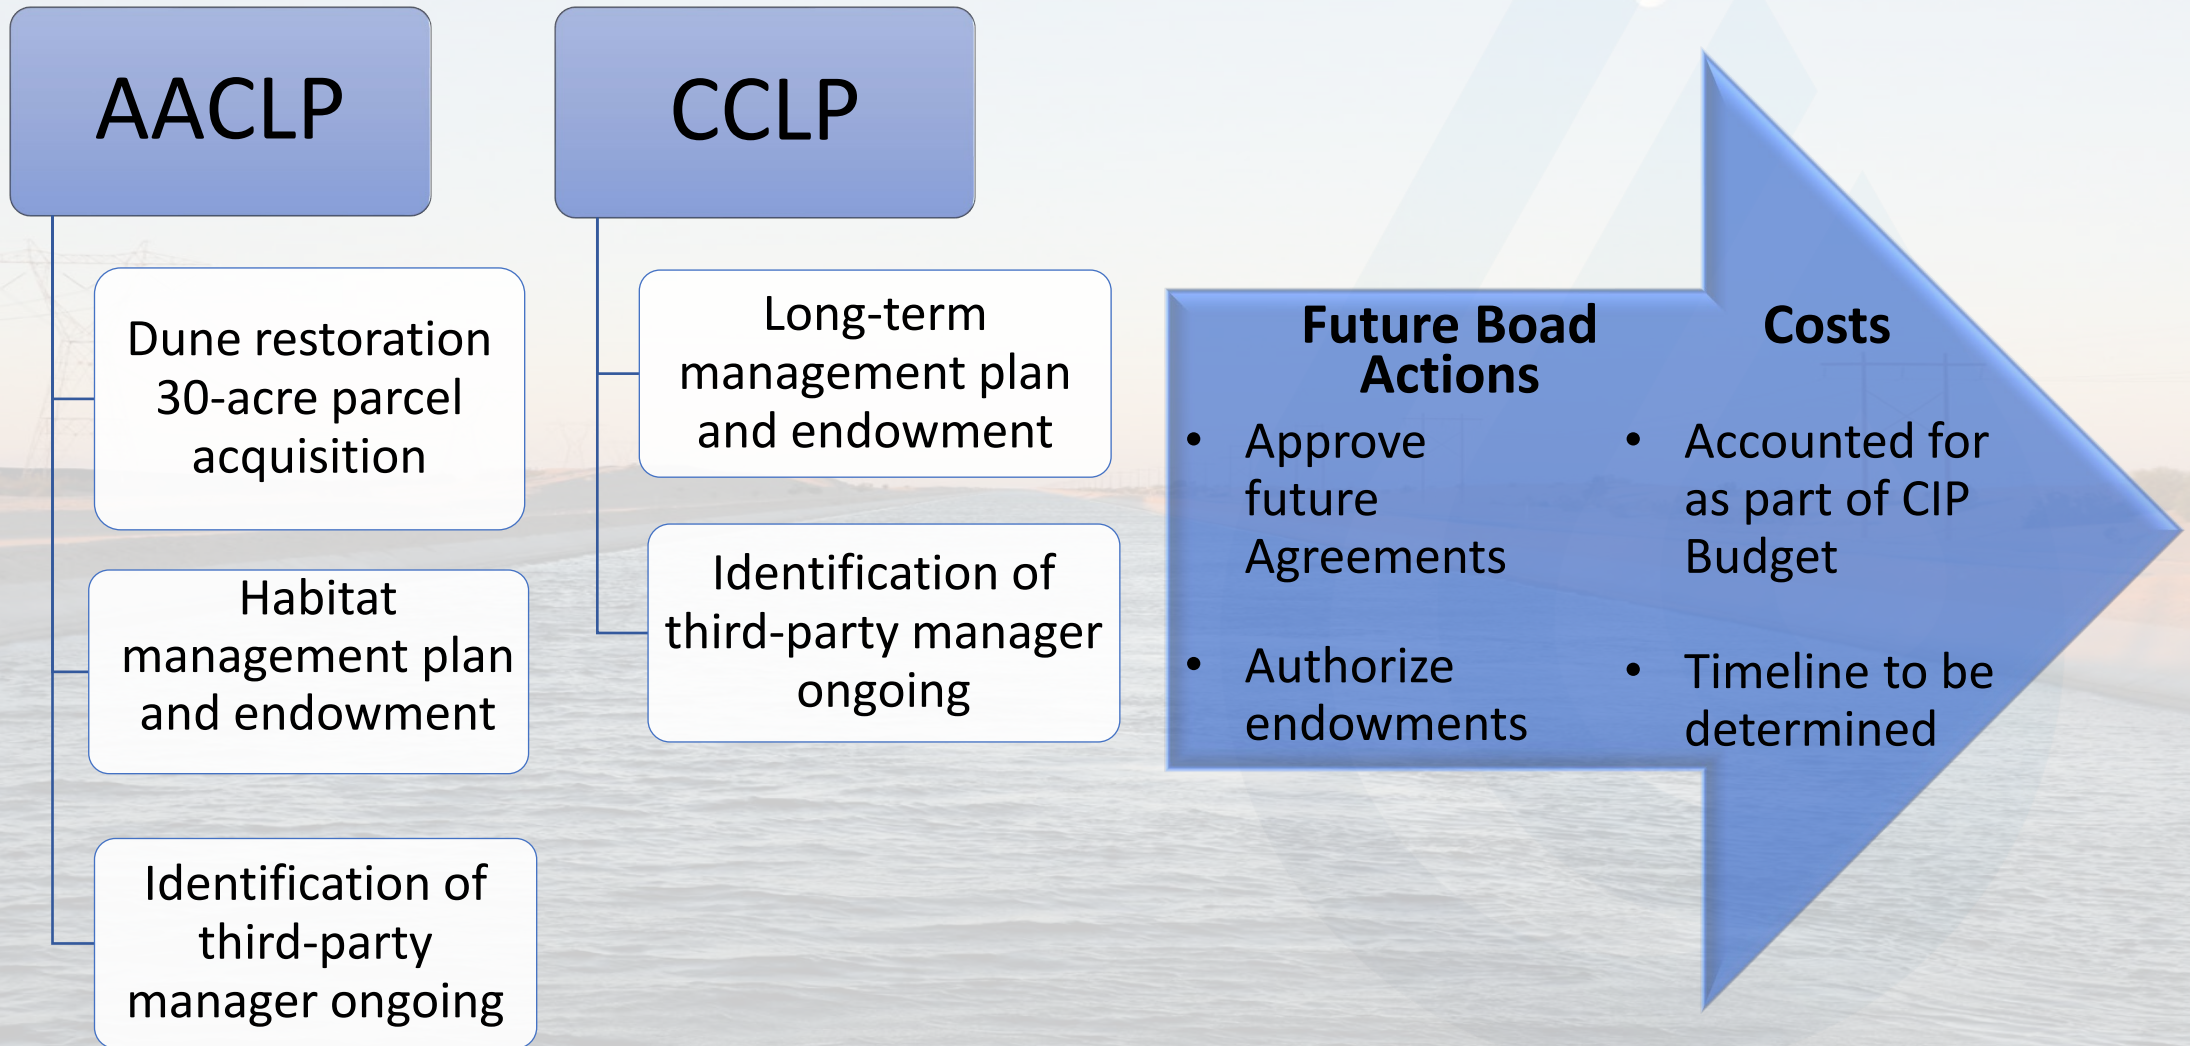 AACLP
Dune restoration
30-acre parcel
acquisition
Habitat
management plan
and endowment
Identification of
third-party
manager ongoing
CCLP
Long-term
management plan
and endowment
Identification of
third-party manager
ongoing
Future Boad
Actions
• Approve
future
Agreements
• Authorize
endowments
Costs
• Accounted for
as part of CIP
Budget
• Timeline to be
determined